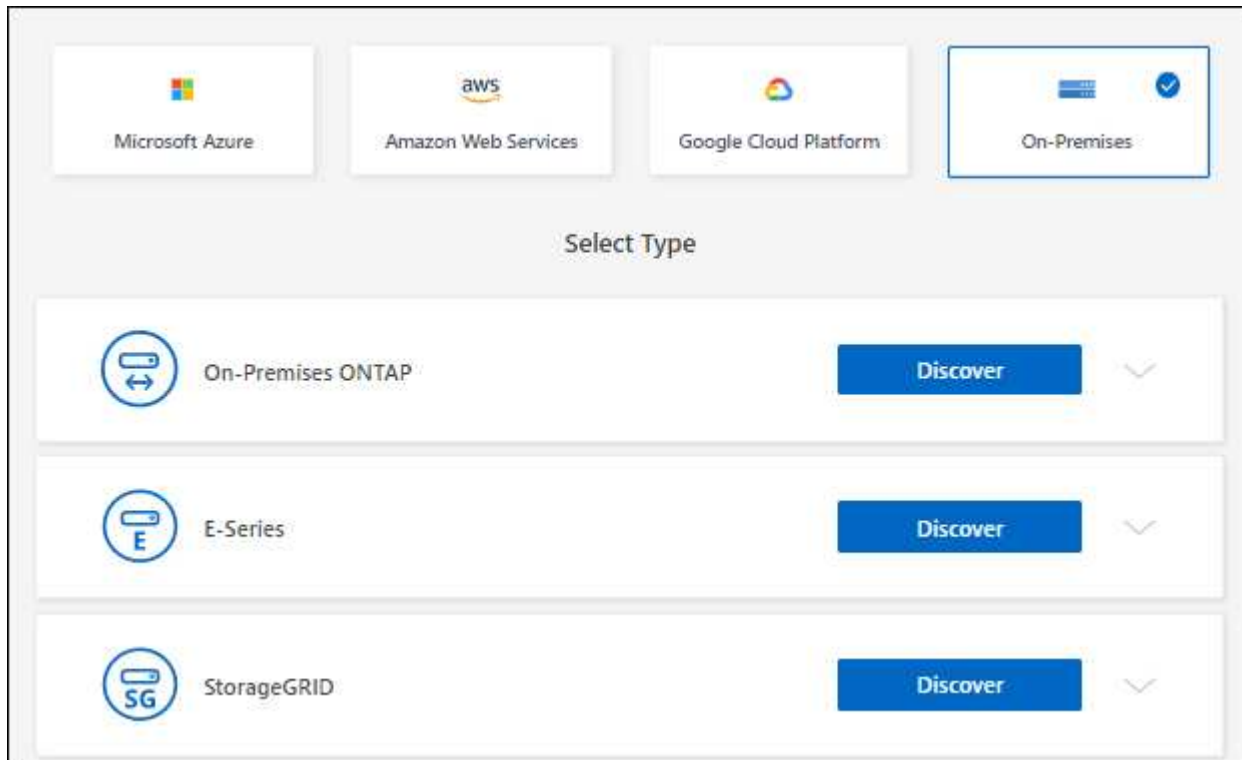 aws
Microsoft Azure Amazon Web Services Google Cloud Platform On-Premises
Select Type
On-Premises ONTAP Discover
E
E-Series Discover
SG
StorageGRID Discover